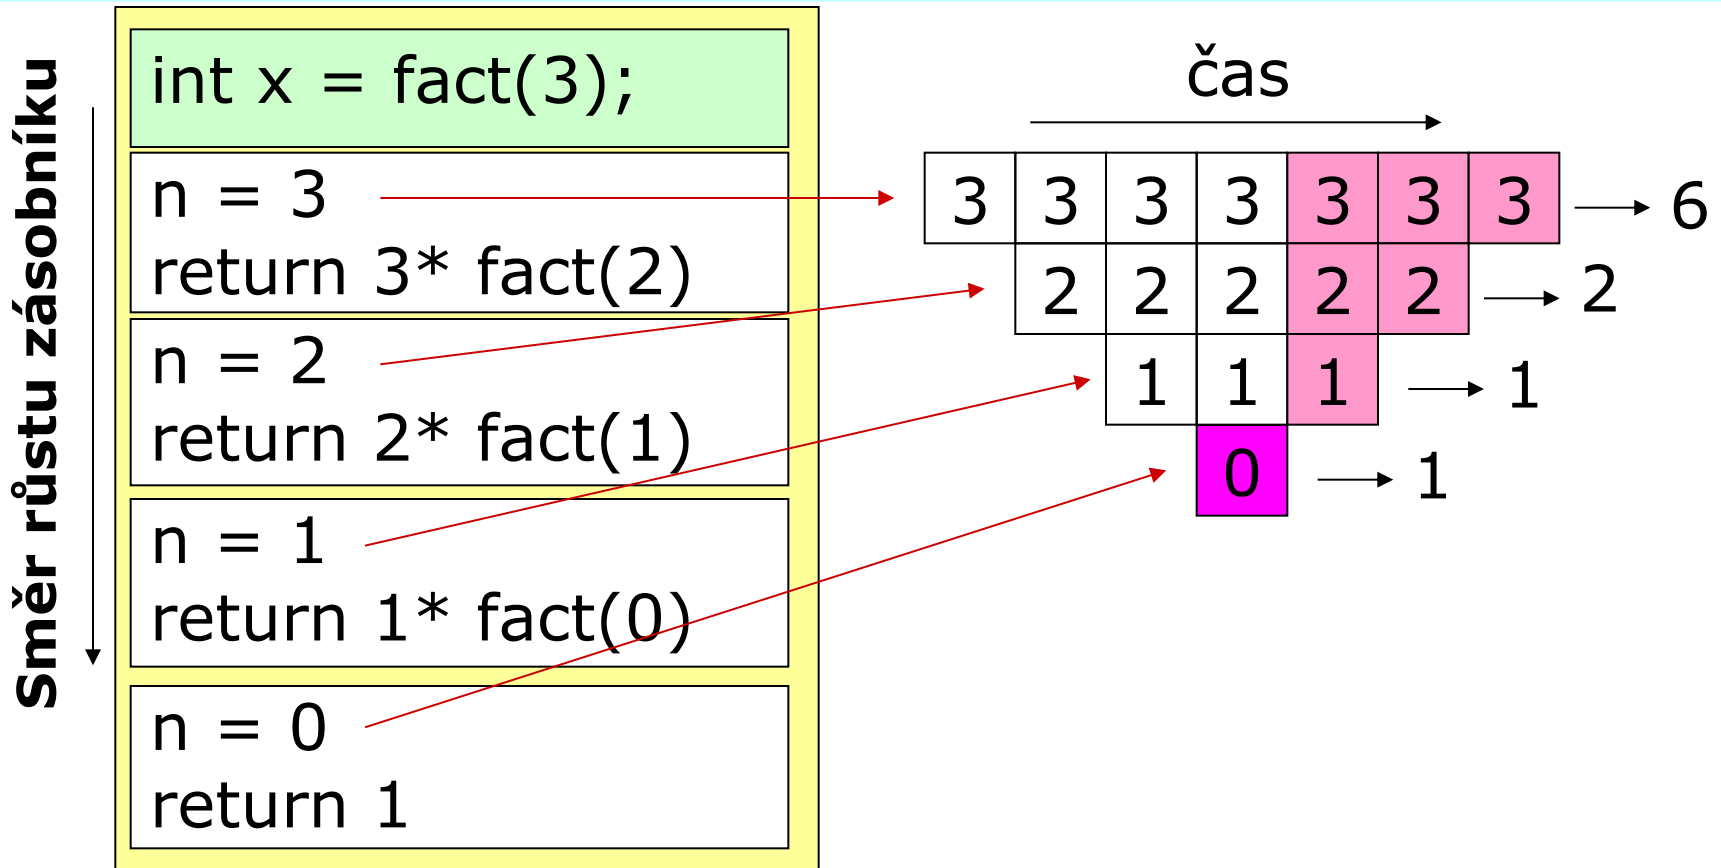 Směr růstu zásobníku
int x = fact(3);
n = 3
return 3* fact(2)
n = 2
return 2* fact(1)
n = 1
return 1* fact(0)
n = 0
return 1
čas
3 3 3 3 3 3 3 6
2 2 2 2 2 2
1 1 1 1
0 1